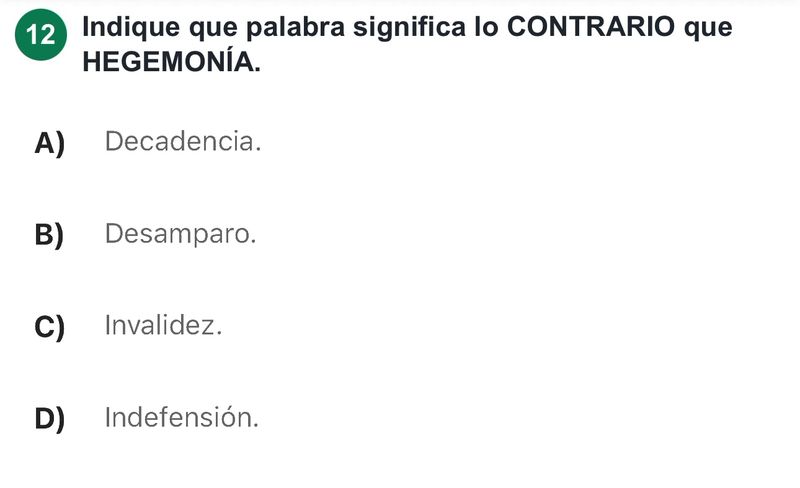 12 Indique que palabra significa lo CONTRARIO que
HEGEMONÍA.
A) Decadencia.
B) Desamparo.
C) Invalidez.
D) Indefensión.